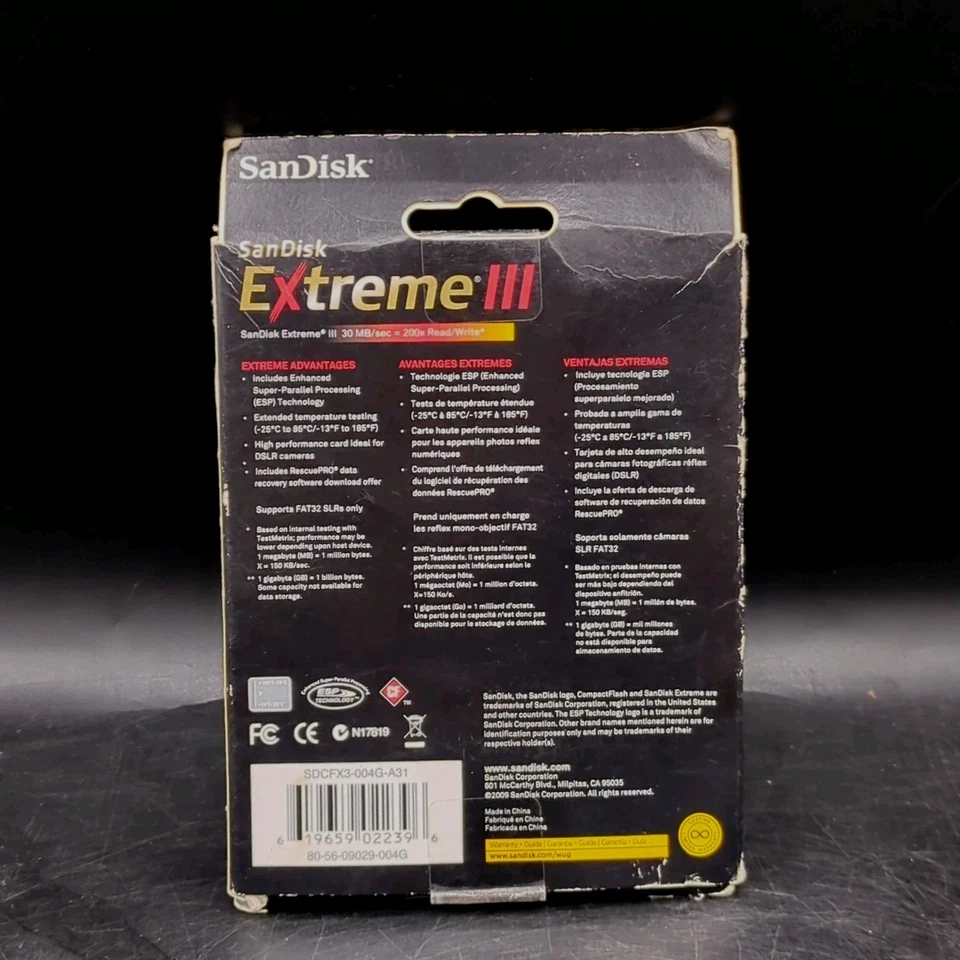 SanDisk®
SanDisk
Extreme® III
SanDisk Extreme® III 30 MB/sec = 200x Read/Write*
EXTREME ADVANTAGES
• Includes Enhanced
Super-Parallel Processing
(ESP) Technology
• Extended temperature testing
(-25°C to 85°C/-13°F to 185°F)
• High performance card ideal for
DSLR cameras
• Includes RescuePRO® data
recovery software download offer
Supports FAT32 SLRs only
* Based on internal testing with
TestMetrix; performance may be
lower depending upon host device.
1 megabyte (MB) = 1 million bytes.
X = 150 KB/sec.
** 1 gigabyte (GB) = 1 billion bytes.
Some capacity not available for
data storage.
AVANTAGES EXTREMES
• Technologie ESP (Enhanced
Super-Parallel Processing)
• Tests de température étendue
(-25°C à 85°C/-13°F à 185°F)
• Carte haute performance idéale
pour les appareils photos reflex
numériques
• Comprend l'offre de téléchargement
du logiciel de récupération des
données RescuePRO®
Prend uniquement en charge
les reflex mono-objectif FAT32
* Chiffre basé sur des tests internes
avec TestMetrix. Il est possible que la
performance soit inférieure selon le
périphérique hôte.
1 mégaoctet (Mo) = 1 million d'octets.
X=150 Ko/s.
** 1 gigaoctet (Go) = 1 milliard d'octets.
Une partie de la capacité n'est donc pas
disponible pour le stockage de données.
VENTAJAS EXTREMAS
• Incluye tecnología ESP
(Procesamiento
superparalelo mejorado)
• Probada a amplia gama de
temperaturas
(-25°C a 85°C/-13°F a 185°F)
• Tarjeta de alto desempeño ideal
para cámaras fotográficas réflex
digitales (DSLR)
• Incluye la oferta de descarga de
software de recuperación de datos
RescuePRO®
Soporta solamente cámaras
SLR FAT32
* Basado en pruebas internas con
TestMetrix; el desempeño puede
ser más bajo dependiendo del
dispositivo anfitrión.
1 megabyte (MB) = 1 millón de bytes.
X = 150 KB/seg.
** 1 gigabyte (GB) = mil millones
de bytes. Parte de la capacidad
no está disponible para
almacenamiento de datos.
Enhanced Super-Parallel Processing
ESP
TECHNOLOGY™
CF™
FC CE N17819
SanDisk, the SanDisk logo, CompactFlash and SanDisk Extreme are
trademarks of SanDisk Corporation, registered in the United States
and other countries. The ESP Technology logo is a trademark of
SanDisk Corporation. Other brand names mentioned herein are for
identification purposes only and may be trademarks of their
respective holder(s).
www.sandisk.com
SanDisk Corporation
601 McCarthy Blvd., Milpitas, CA 95035
©2009 SanDisk Corporation. All rights reserved.
Made in China
Fabriqué en Chine
Fabricada en China
Warranty + Guide | Garantie + Guide | Garantía + Guía
www.sandisk.com/wug
SDCFX3-004G-A31
6 19659 02239 6
80-56-09029-004G